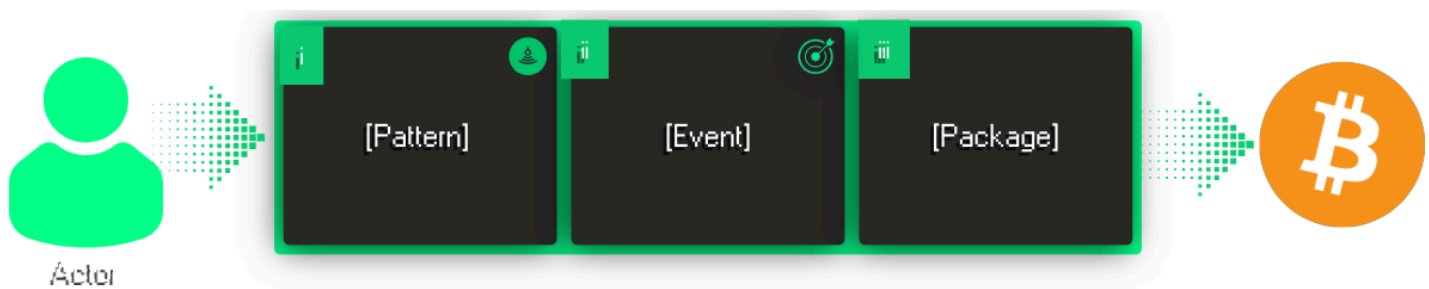 i
[Pattern]
ii
[Event]
iii
[Package]
Actor